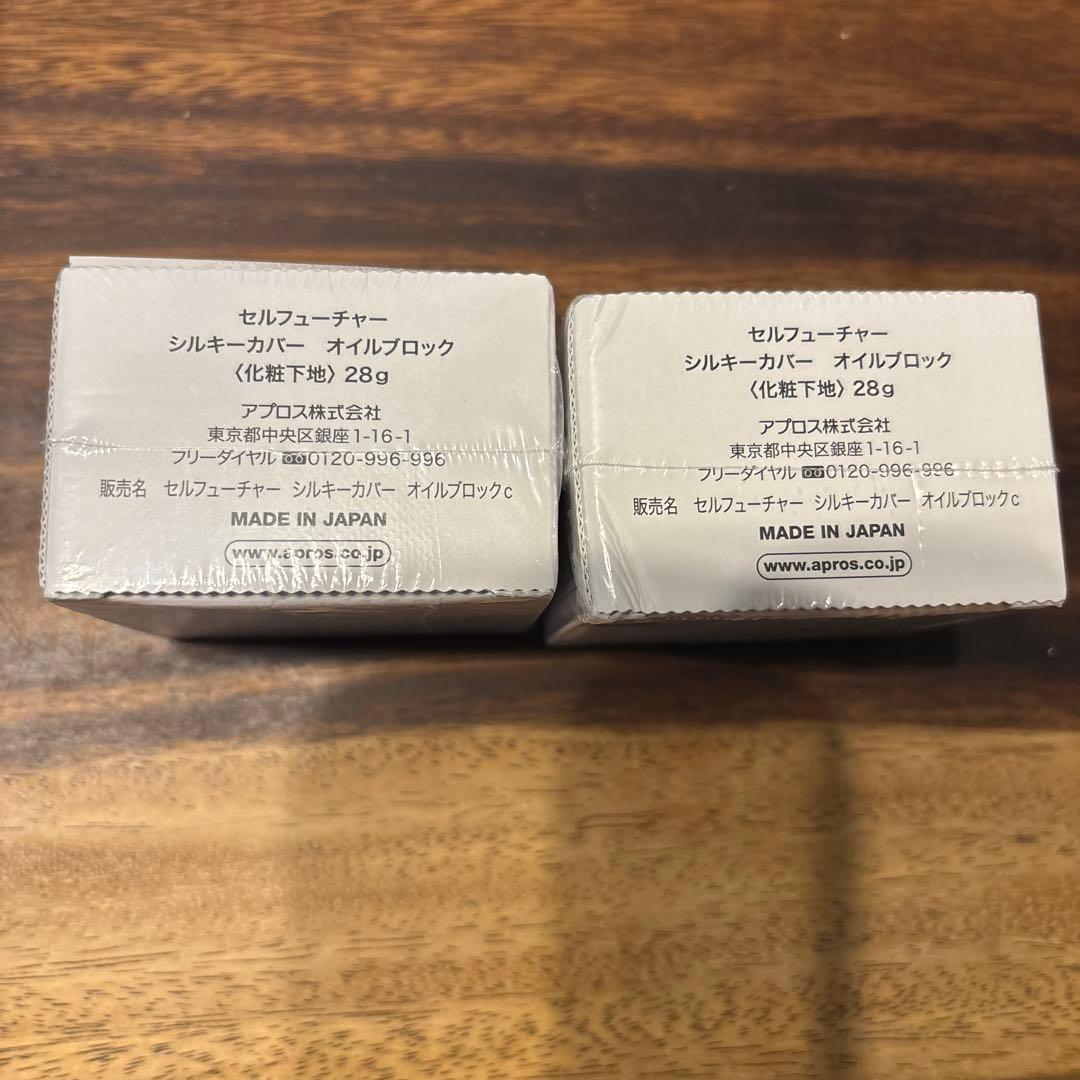 セルフューチャー
シルキーカバー　オイルブロック
〈化粧下地〉28g
アプロス株式会社
東京都中央区銀座1-16-1
フリーダイヤル 0120-996-996
販売名　セルフューチャー　シルキーカバー　オイルブロックc
MADE IN JAPAN
www.apros.co.jp
セルフューチャー
シルキーカバー　オイルブロック
〈化粧下地〉28g
アプロス株式会社
東京都中央区銀座1-16-1
フリーダイヤル 0120-996-996
販売名　セルフューチャー　シルキーカバー　オイルブロックc
MADE IN JAPAN
www.apros.co.jp